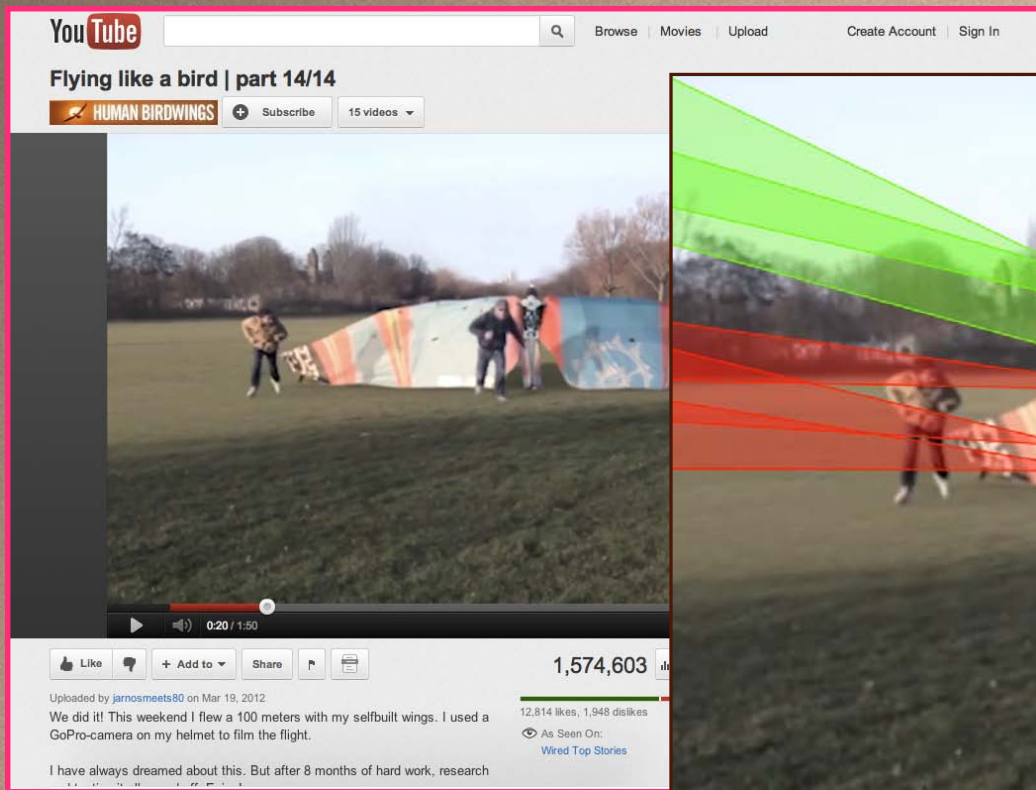 YouTube
Browse | Movies | Upload Create Account | Sign In
Flying like a bird | part 14/14
HUMAN BIRDWINGS Subscribe 15 videos
0:20 / 1:50
Like + Add to Share 1,574,603
Uploaded by jarnosmeets80 on Mar 19, 2012
We did it! This weekend I flew a 100 meters with my selfbuilt wings. I used a
GoPro-camera on my helmet to film the flight.
I have always dreamed about this. But after 8 months of hard work, research
12,814 likes, 1,948 dislikes
As Seen On:
Wired Top Stories